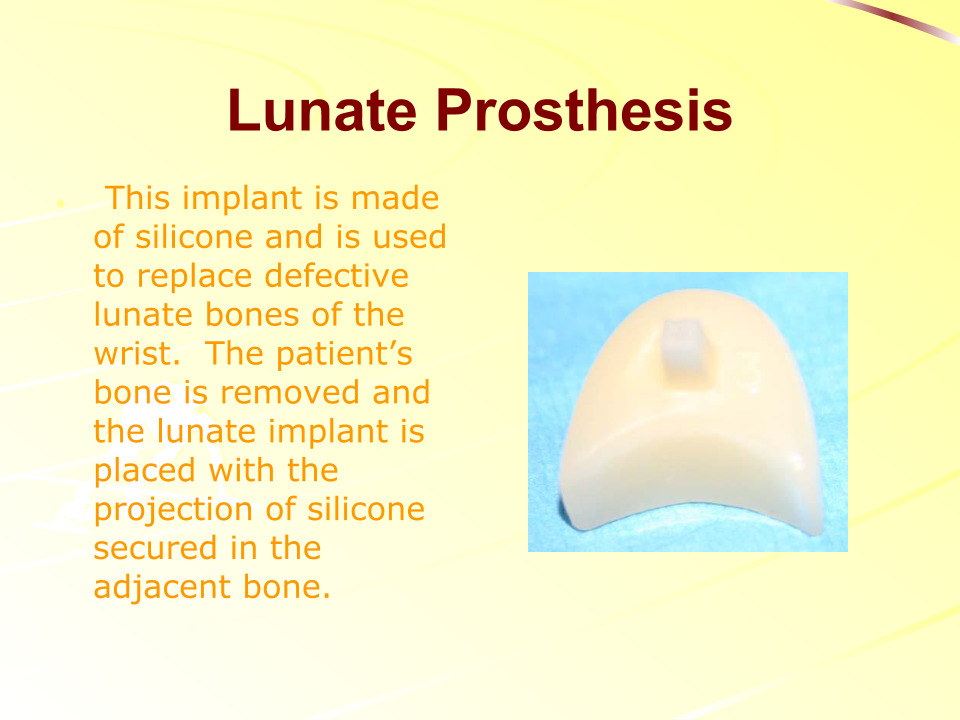 Lunate Prosthesis
This implant is made
of silicone and is used
to replace defective
lunate bones of the
wrist.  The patient’s
bone is removed and
the lunate implant is
placed with the
projection of silicone
secured in the
adjacent bone.